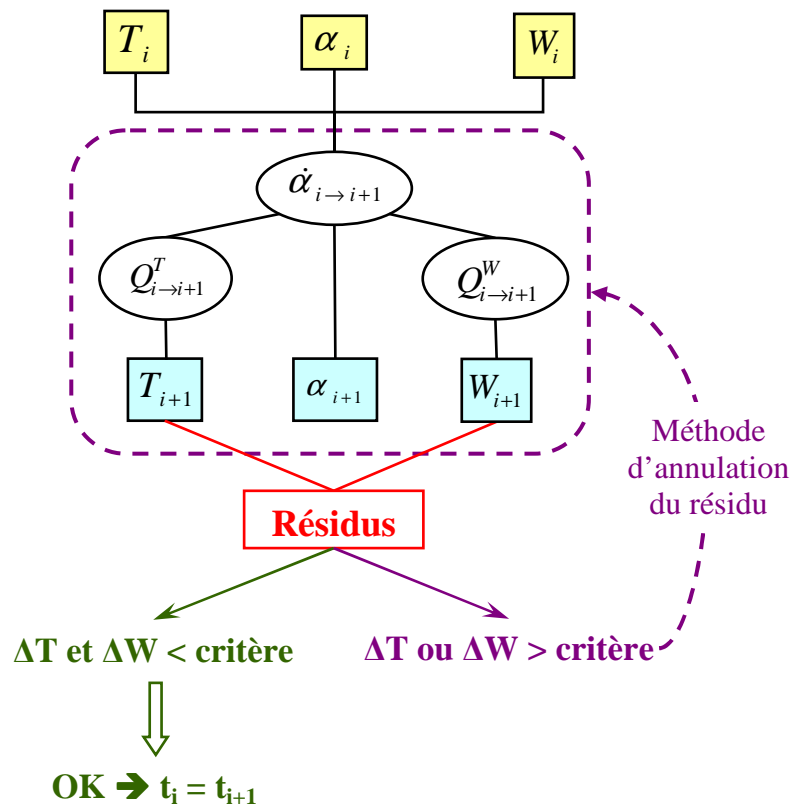 T_i
α_i
W_i
α̇_{i→i+1}
Q^T_{i→i+1}
Q^W_{i→i+1}
T_{i+1}
α_{i+1}
W_{i+1}
Méthode
d’annulation
du résidu
Résidus
ΔT et ΔW < critère
ΔT ou ΔW > critère
OK ➔ t_i = t_{i+1}